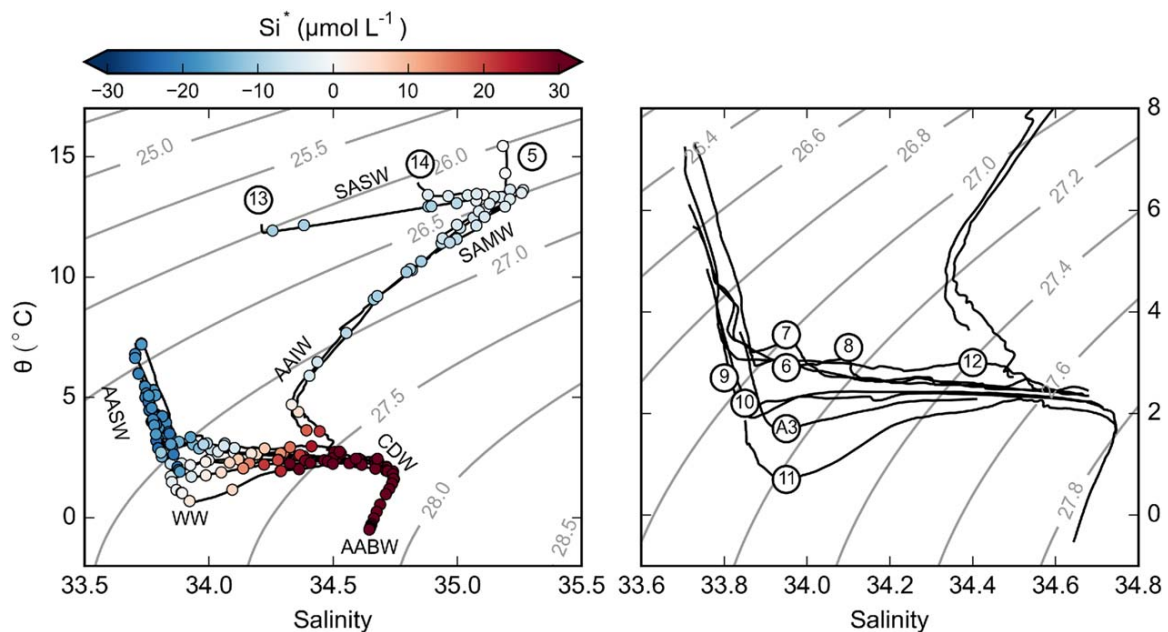 Si* (μmol L⁻¹)
−30 −20 −10 0 10 20 30
25.0
25.5
26.0
26.5
27.0
27.5
28.0
28.5
13
14
5
SASW
SAMW
AAIW
AASW
WW
CDW
AABW
15
10
5
0
θ (°C)
33.5 34.0 34.5 35.0 35.5
Salinity
26.4
26.6
26.8
27.0
27.2
27.4
27.6
27.8
7
8
6
12
9
10
A3
11
8
6
4
2
0
33.6 33.8 34.0 34.2 34.4 34.6 34.8
Salinity